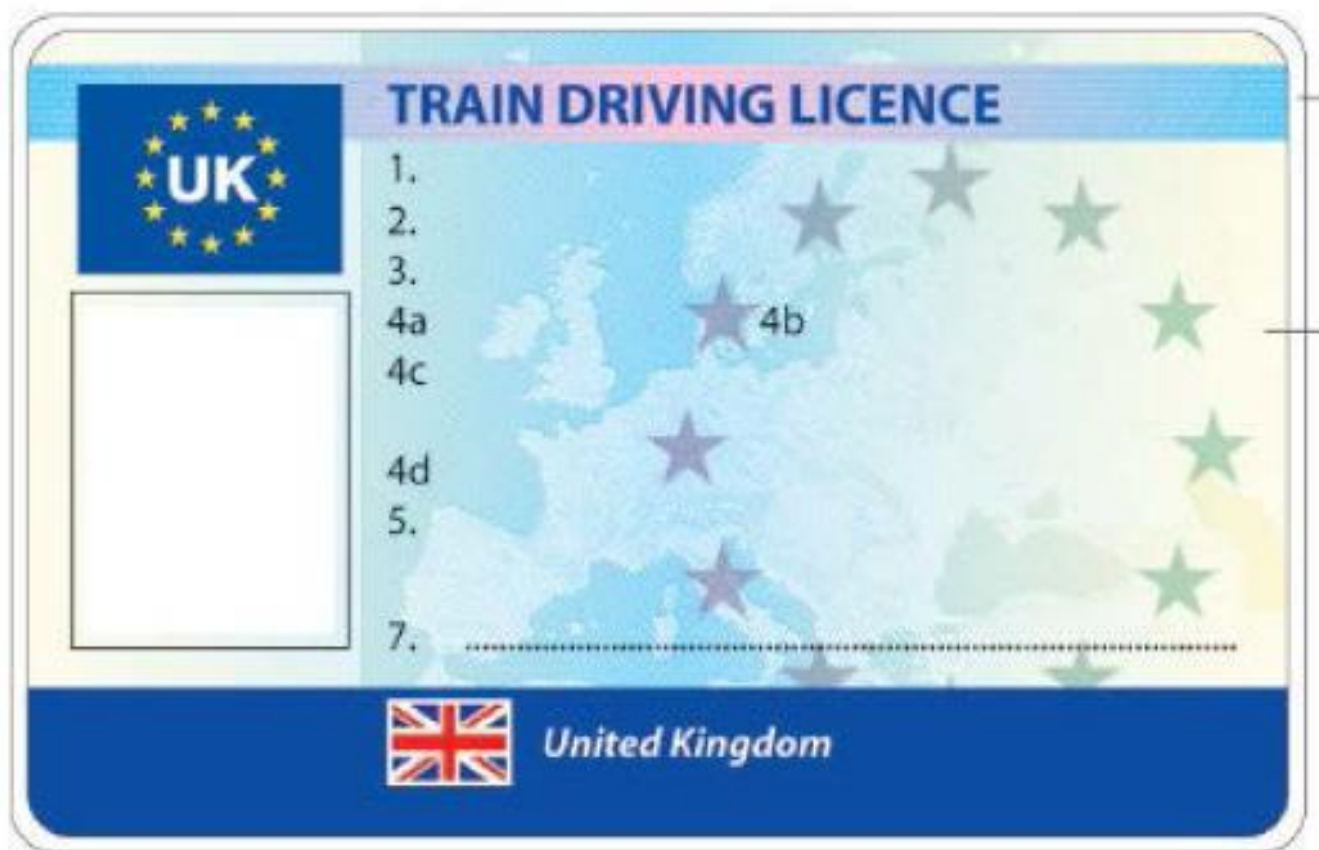 TRAIN DRIVING LICENCE
UK
1.
2.
3.
4a 4b
4c
4d
5.
7.
United Kingdom